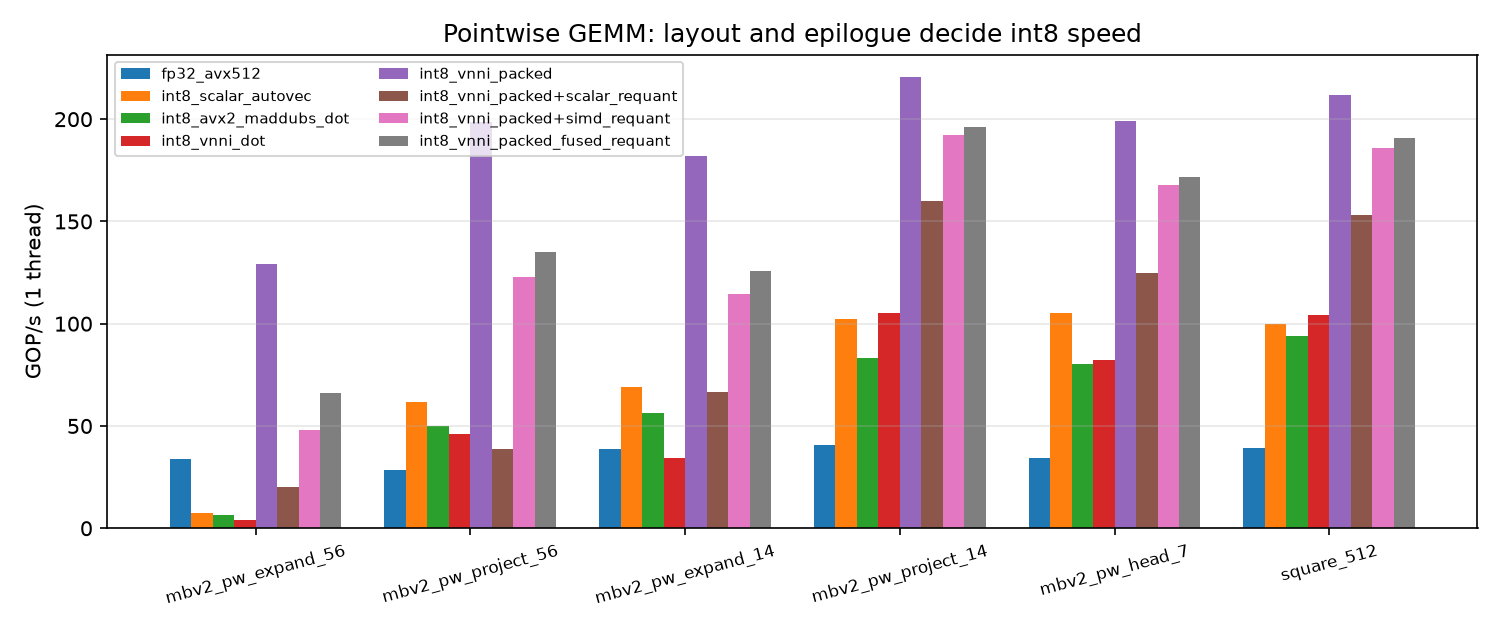 Pointwise GEMM: layout and epilogue decide int8 speed
fp32_avx512
int8_scalar_autovec
int8_avx2_maddubs_dot
int8_vnni_dot
int8_vnni_packed
int8_vnni_packed+scalar_requant
int8_vnni_packed+simd_requant
int8_vnni_packed_fused_requant
GOP/s (1 thread)
200
150
100
50
0
mbv2_pw_expand_56
mbv2_pw_project_56
mbv2_pw_expand_14
mbv2_pw_project_14
mbv2_pw_head_7
square_512